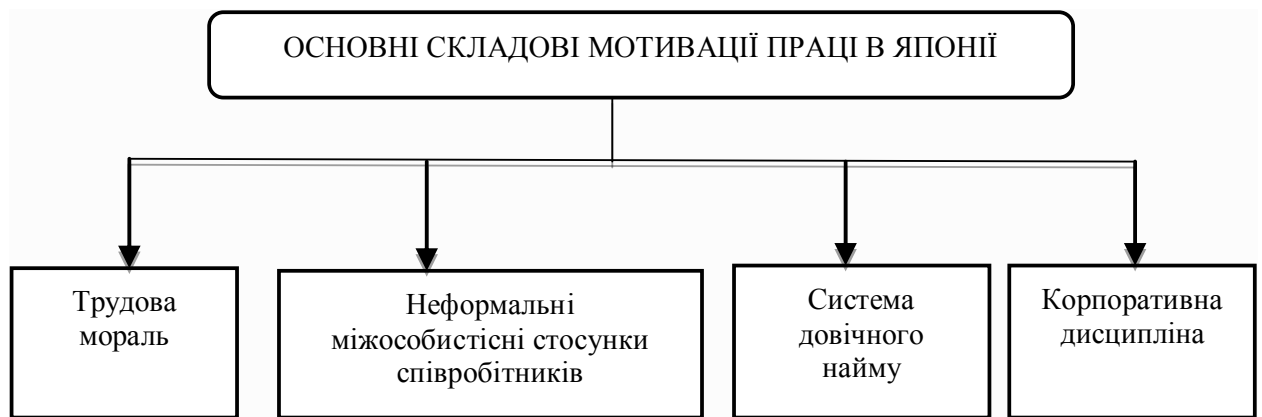 ОСНОВНІ СКЛАДОВІ МОТИВАЦІЇ ПРАЦІ В ЯПОНІЇ
Трудова
мораль
Неформальні
міжособистісні стосунки
співробітників
Система
довічного
найму
Корпоративна
дисципліна